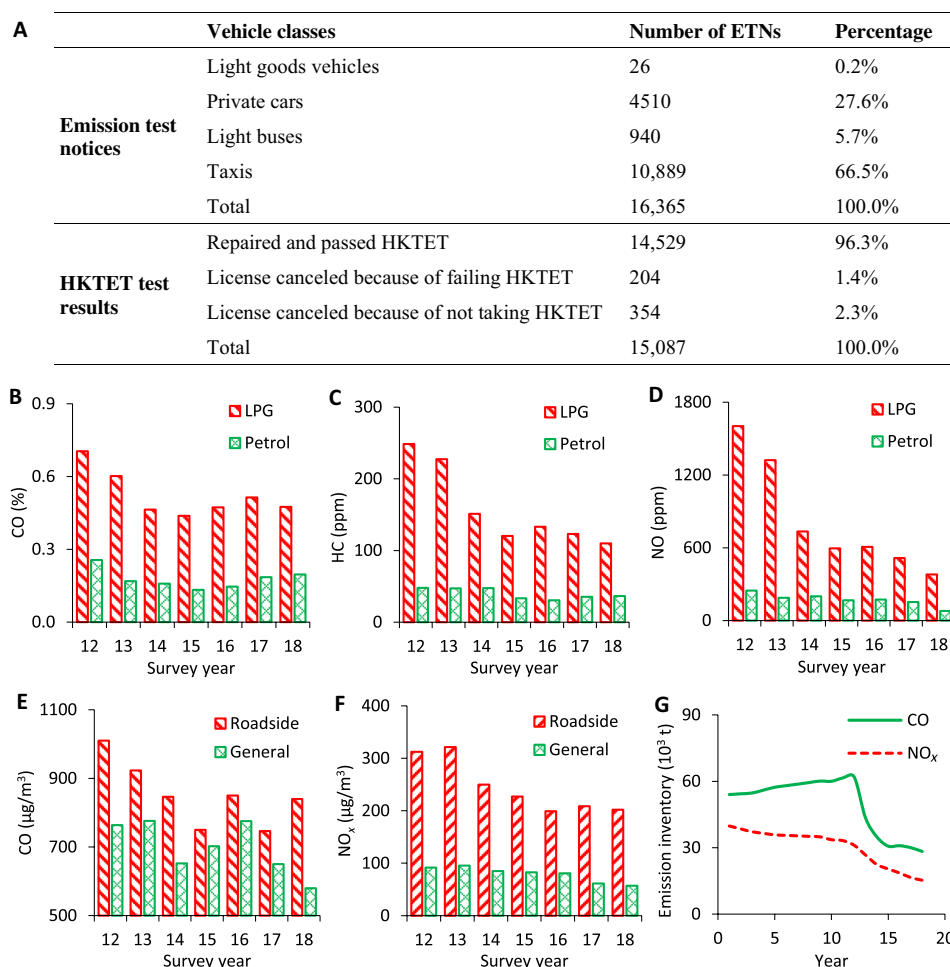 A
Vehicle classes Number of ETNs Percentage
Emission test notices
Light goods vehicles 26 0.2%
Private cars 4510 27.6%
Light buses 940 5.7%
Taxis 10,889 66.5%
Total 16,365 100.0%
HKTET test results
Repaired and passed HKTET 14,529 96.3%
License canceled because of failing HKTET 204 1.4%
License canceled because of not taking HKTET 354 2.3%
Total 15,087 100.0%
B
CO (%)
0.9
0.6
0.3
0.0
LPG
Petrol
12 13 14 15 16 17 18
Survey year
C
HC (ppm)
300
200
100
0
LPG
Petrol
12 13 14 15 16 17 18
Survey year
D
NO (ppm)
1800
1200
600
0
LPG
Petrol
12 13 14 15 16 17 18
Survey year
E
CO (µg/m³)
1100
900
700
500
Roadside
General
12 13 14 15 16 17 18
Survey year
F
NOx (µg/m³)
400
300
200
100
0
Roadside
General
12 13 14 15 16 17 18
Survey year
G
Emission inventory (10³ t)
90
60
30
0
CO
NOx
0 5 10 15 20
Year